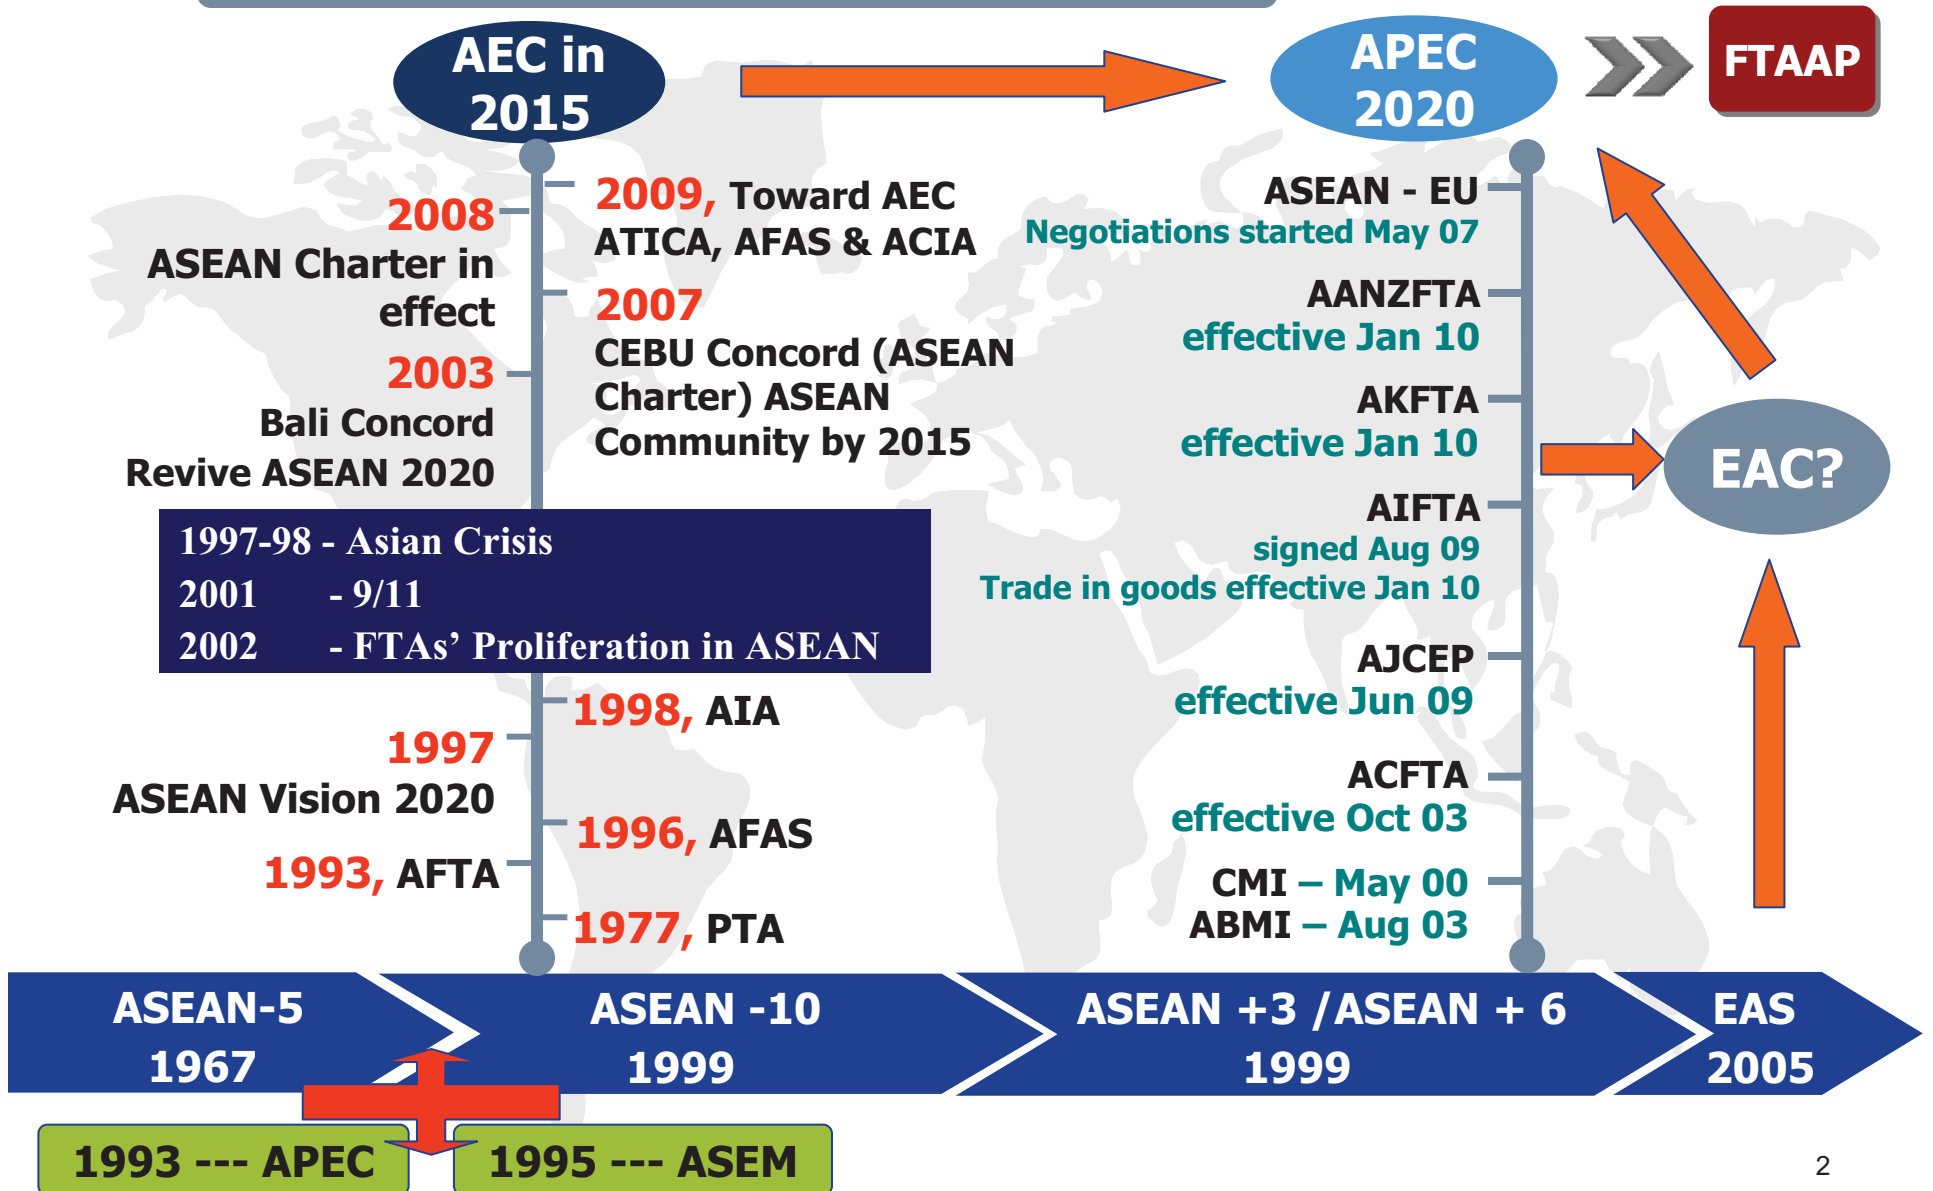 AEC in
2015
APEC
2020
FTAAP
2009, Toward AEC
ATICA, AFAS & ACIA
2008
ASEAN Charter in
effect
2007
CEBU Concord (ASEAN
Charter) ASEAN
Community by 2015
2003
Bali Concord
Revive ASEAN 2020
1997-98 - Asian Crisis
2001 - 9/11
2002 - FTAs’ Proliferation in ASEAN
1998, AIA
1997
ASEAN Vision 2020
1996, AFAS
1993, AFTA
1977, PTA
ASEAN - EU
Negotiations started May 07
AANZFTA
effective Jan 10
AKFTA
effective Jan 10
AIFTA
signed Aug 09
Trade in goods effective Jan 10
AJCEP
effective Jun 09
ACFTA
effective Oct 03
CMI – May 00
ABMI – Aug 03
EAC?
ASEAN-5
1967
ASEAN -10
1999
ASEAN +3 /ASEAN + 6
1999
EAS
2005
1993 --- APEC
1995 --- ASEM
2